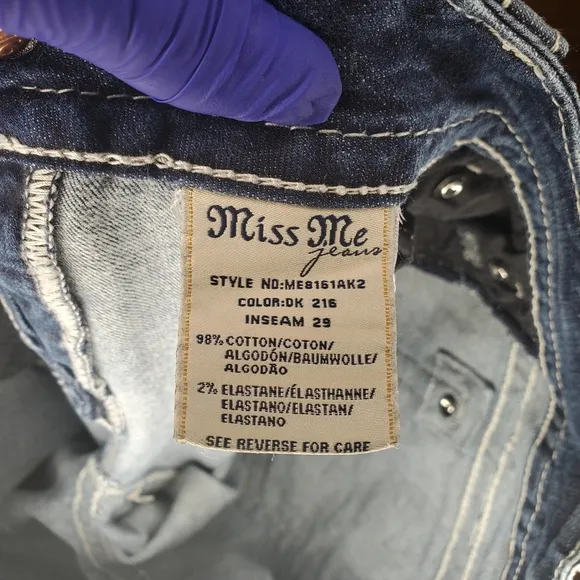 Miss Me
jeans
STYLE NO:ME8161AK2
COLOR:DK 216
INSEAM 29
98% COTTON/COTON/
ALGODÓN/BAUMWOLLE/
ALGODÃO
2% ELASTANE/ÉLASTHANNE/
ELASTANO/ELASTAN/
ELASTANO
SEE REVERSE FOR CARE